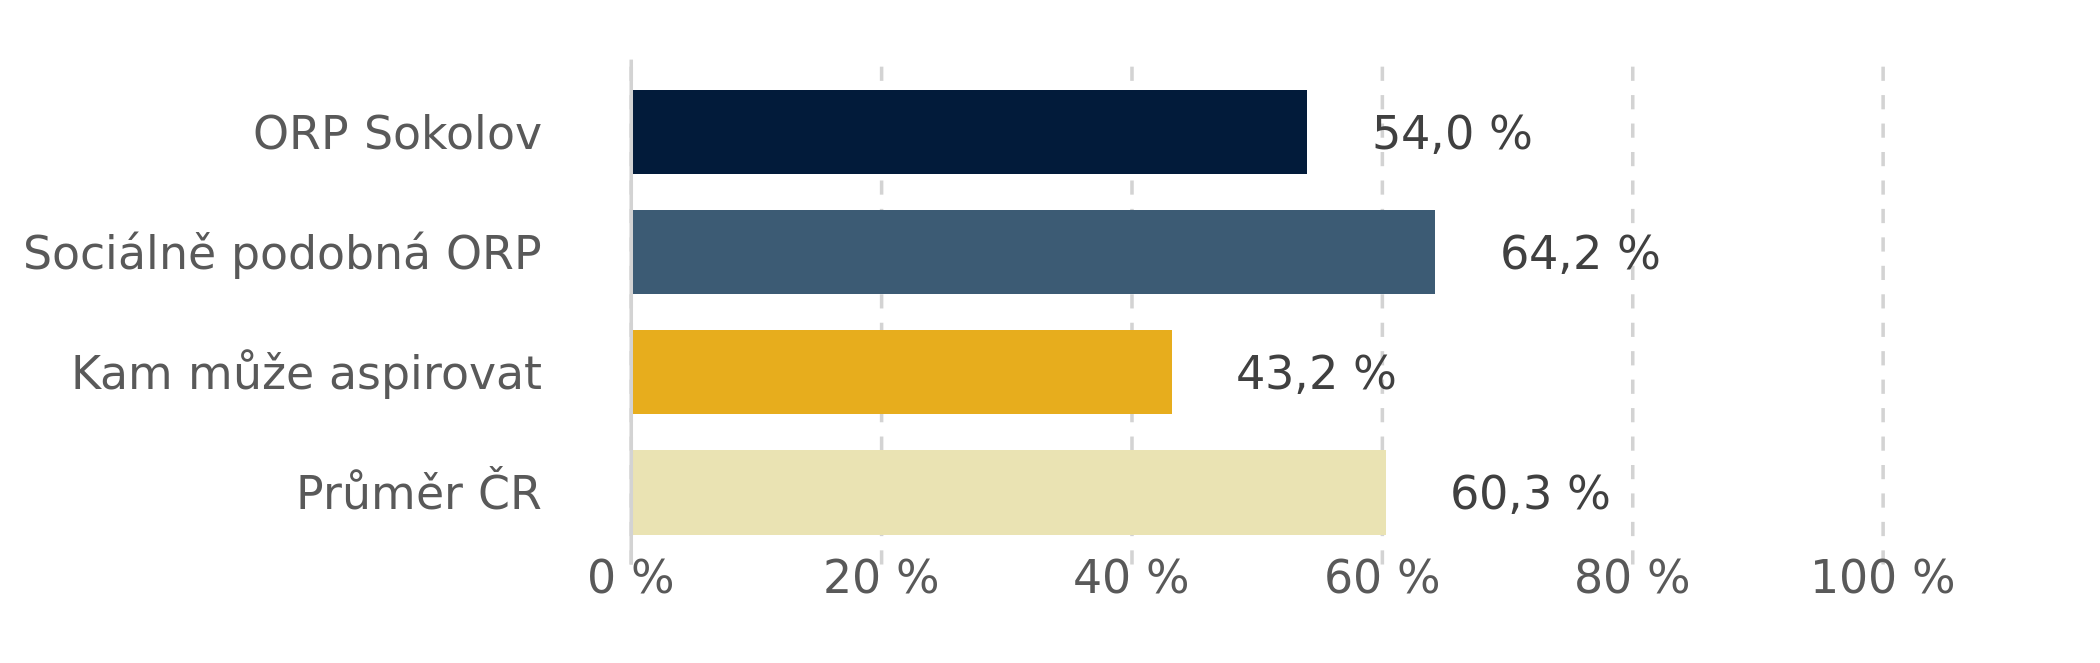 ORP Sokolov 54,0 %
Sociálně podobná ORP 64,2 %
Kam může aspirovat 43,2 %
Průměr ČR 60,3 %
0 % 20 % 40 % 60 % 80 % 100 %